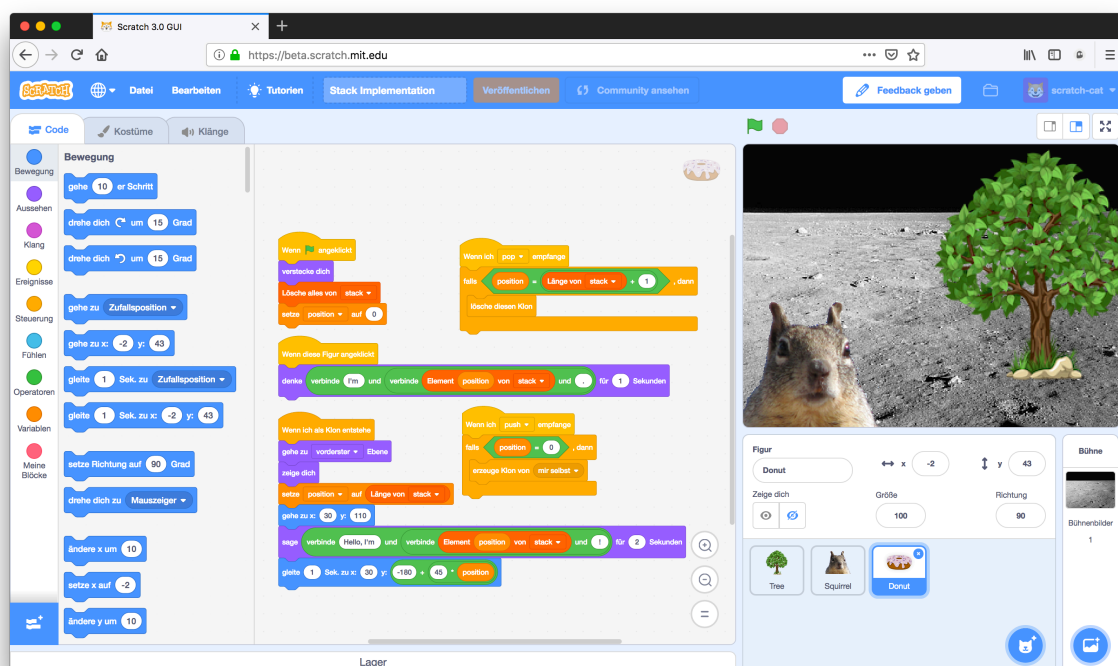 Scratch 3.0 GUI
https://beta.scratch.mit.edu
SCRATCH
Datei
Bearbeiten
Tutorien
Stack Implementation
Veröffentlichen
Community ansehen
Feedback geben
scratch-cat
Code
Kostüme
Klänge
Bewegung
Aussehen
Klang
Ereignisse
Steuerung
Fühlen
Operatoren
Variablen
Meine
Blöcke
Bewegung
gehe 10 er Schritt
drehe dich um 15 Grad
drehe dich um 15 Grad
gehe zu Zufallsposition
gehe zu x: -2 y: 43
gleite 1 Sek. zu Zufallsposition
gleite 1 Sek. zu x: -2 y: 43
setze Richtung auf 90 Grad
drehe dich zu Mauszeiger
ändere x um 10
setze x auf -2
ändere y um 10
Wenn angeklickt
verstecke dich
Lösche alles von stack
setze position auf 0
Wenn diese Figur angeklickt
denke verbinde I'm und verbinde Element position von stack und . für 1 Sekunden
Wenn ich als Klon entstehe
gehe zu vorderster Ebene
zeige dich
setze position auf Länge von stack
gehe zu x: 30 y: 110
sage verbinde Hello, I'm und verbinde Element position von stack und ! für 2 Sekunden
gleite 1 Sek. zu x: 30 y: -180 + 45 * position
Wenn ich pop empfange
falls position = Länge von stack + 1 , dann
lösche diesen Klon
Wenn ich push empfange
falls position = 0 , dann
erzeuge Klon von mir selbst
Figur
Donut
x -2
y 43
Zeige dich
Größe
100
Richtung
90
Tree
Squirrel
Donut
Bühne
Bühnenbilder
1
Lager